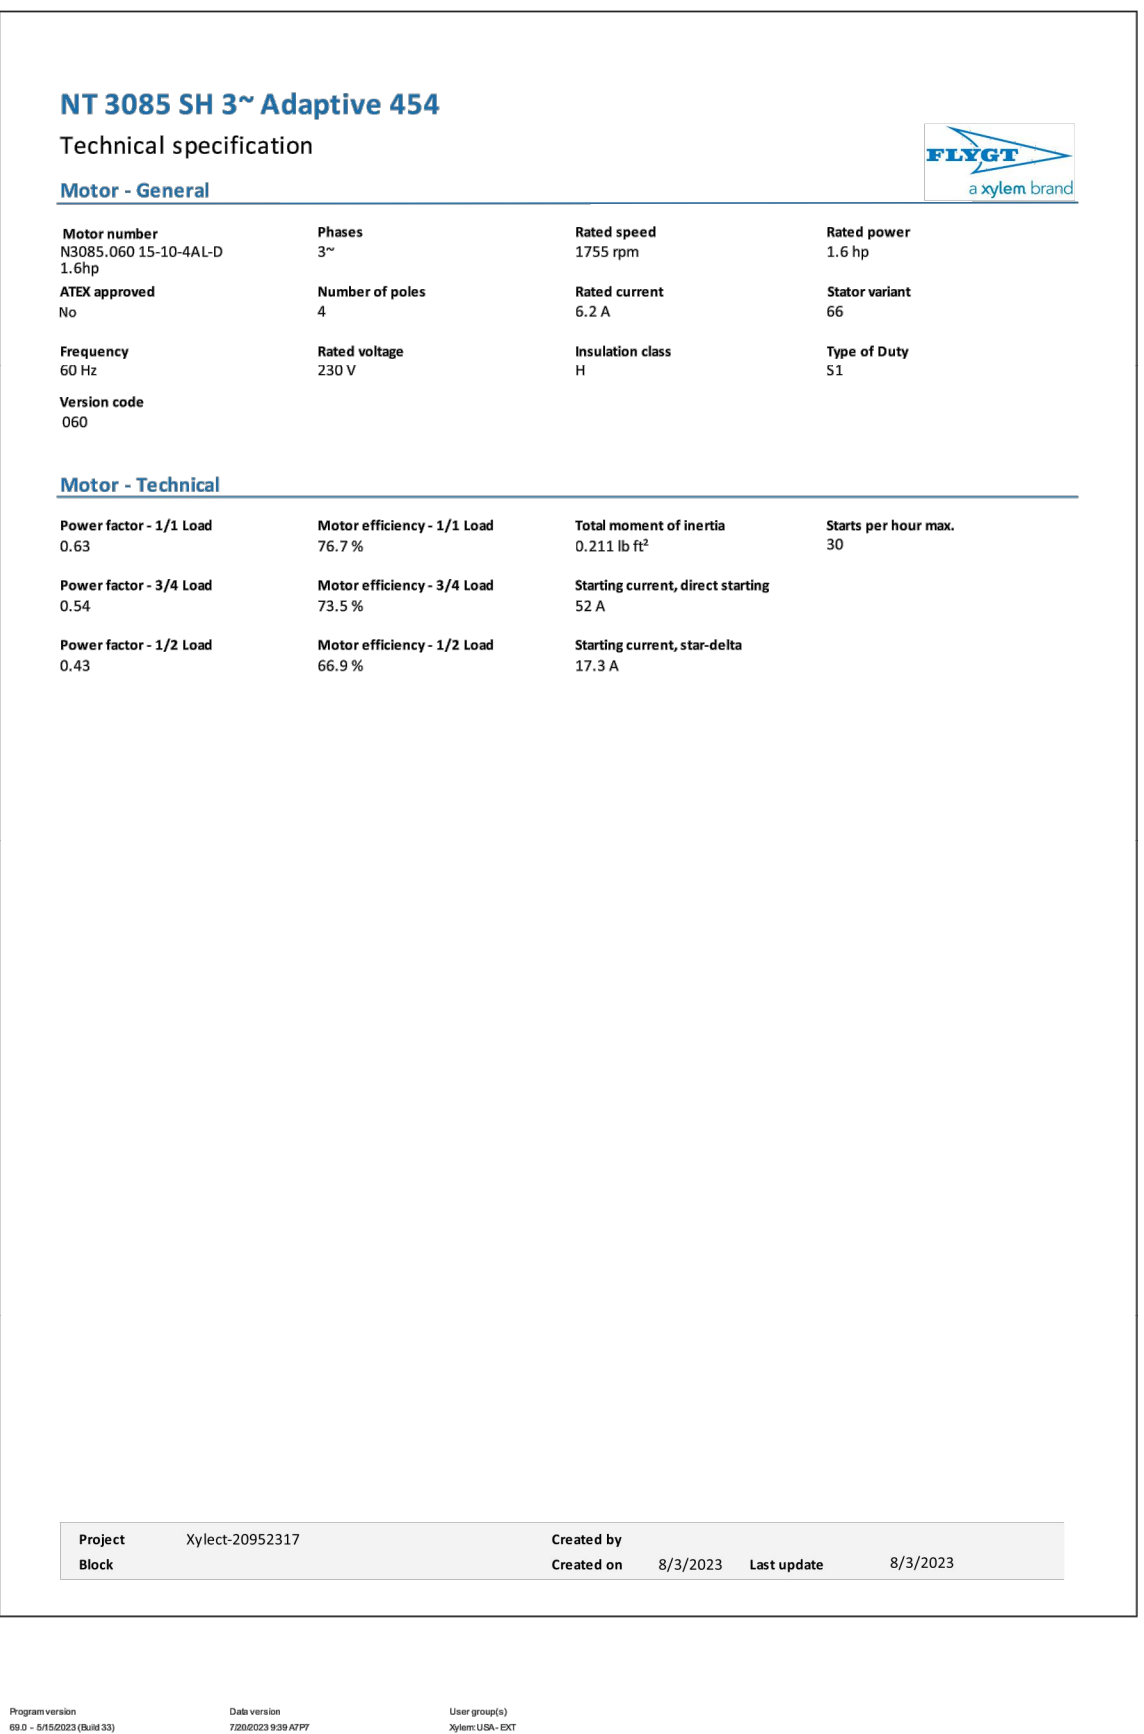 NT 3085 SH 3~ Adaptive 454
Technical specification
FLYGT
a xylem brand
Motor - General
Motor number Phases Rated speed Rated power
N3085.060 15-10-4AL-D 3~ 1755 rpm 1.6 hp
1.6hp
ATEX approved Number of poles Rated current Stator variant
No 4 6.2 A 66
Frequency Rated voltage Insulation class Type of Duty
60 Hz 230 V H S1
Version code
060
Motor - Technical
Power factor - 1/1 Load Motor efficiency - 1/1 Load Total moment of inertia Starts per hour max.
0.63 76.7 % 0.211 lb ft² 30
Power factor - 3/4 Load Motor efficiency - 3/4 Load Starting current, direct starting
0.54 73.5 % 52 A
Power factor - 1/2 Load Motor efficiency - 1/2 Load Starting current, star-delta
0.43 66.9 % 17.3 A
Project Xylect-20952317 Created by
Block Created on 8/3/2023 Last update 8/3/2023
Program version Data version User group(s)
69.0 - 5/15/2023 (Build 33) 7/20/2023 9:39 A7P7 Xylem: USA - EXT